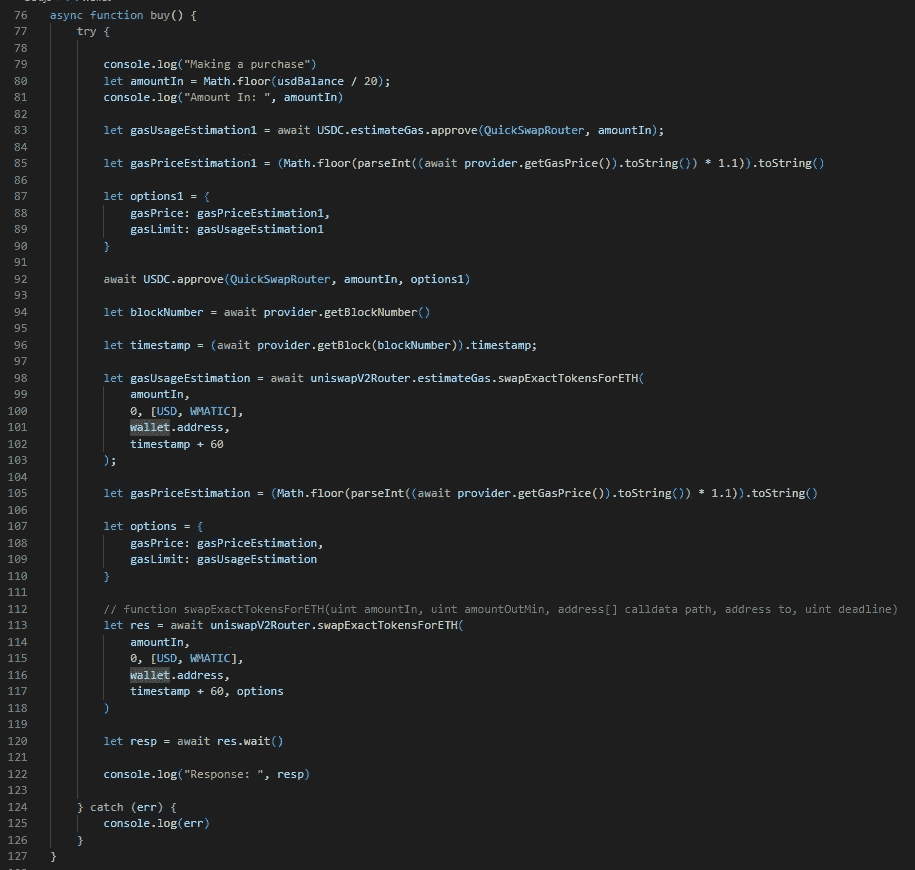 76 async function buy() {
77 try {
78
79 console.log("Making a purchase")
80 let amountIn = Math.floor(usdBalance / 20);
81 console.log("Amount In: ", amountIn)
82
83 let gasUsageEstimation1 = await USDC.estimateGas.approve(QuickSwapRouter, amountIn);
84
85 let gasPriceEstimation1 = (Math.floor(parseInt((await provider.getGasPrice()).toString()) * 1.1)).toString()
86
87 let options1 = {
88 gasPrice: gasPriceEstimation1,
89 gasLimit: gasUsageEstimation1
90 }
91
92 await USDC.approve(QuickSwapRouter, amountIn, options1)
93
94 let blockNumber = await provider.getBlockNumber()
95
96 let timestamp = (await provider.getBlock(blockNumber)).timestamp;
97
98 let gasUsageEstimation = await uniswapV2Router.estimateGas.swapExactTokensForETH(
99 amountIn,
100 0, [USD, WMATIC],
101 wallet.address,
102 timestamp + 60
103 );
104
105 let gasPriceEstimation = (Math.floor(parseInt((await provider.getGasPrice()).toString()) * 1.1)).toString()
106
107 let options = {
108 gasPrice: gasPriceEstimation,
109 gasLimit: gasUsageEstimation
110 }
111
112 // function swapExactTokensForETH(uint amountIn, uint amountOutMin, address[] calldata path, address to, uint deadline)
113 let res = await uniswapV2Router.swapExactTokensForETH(
114 amountIn,
115 0, [USD, WMATIC],
116 wallet.address,
117 timestamp + 60, options
118 )
119
120 let resp = await res.wait()
121
122 console.log("Response: ", resp)
123
124 } catch (err) {
125 console.log(err)
126 }
127 }